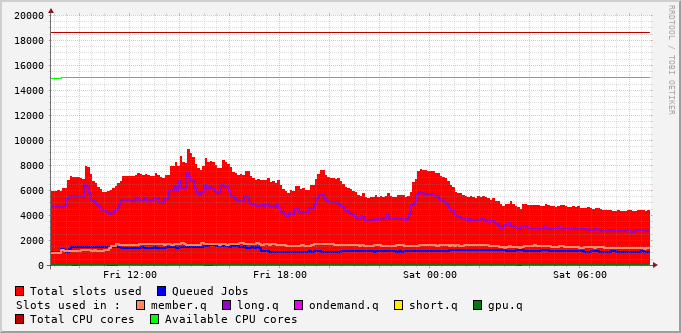 20000
18000
16000
14000
12000
10000
8000
6000
4000
2000
0
Fri 12:00 Fri 18:00 Sat 00:00 Sat 06:00
RRDTOOL / TOBI OETIKER
Total slots used Queued Jobs
Slots used in : member.q long.q ondemand.q short.q gpu.q
Total CPU cores Available CPU cores